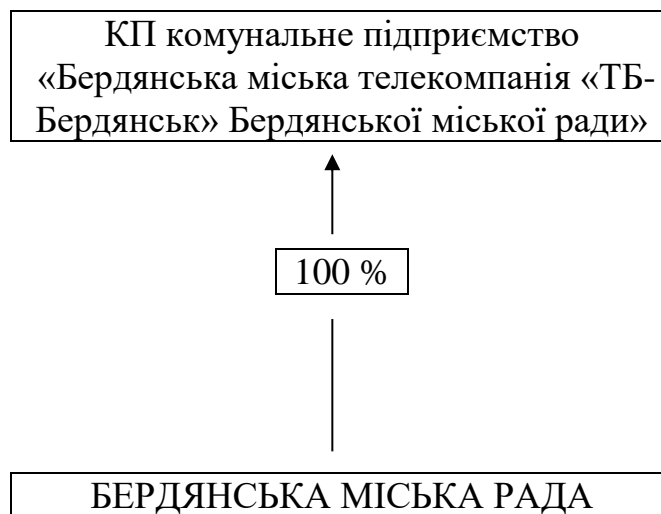 КП комунальне підприємство
«Бердянська міська телекомпанія «ТБ-
Бердянськ» Бердянської міської ради»
100 %
БЕРДЯНСЬКА МІСЬКА РАДА